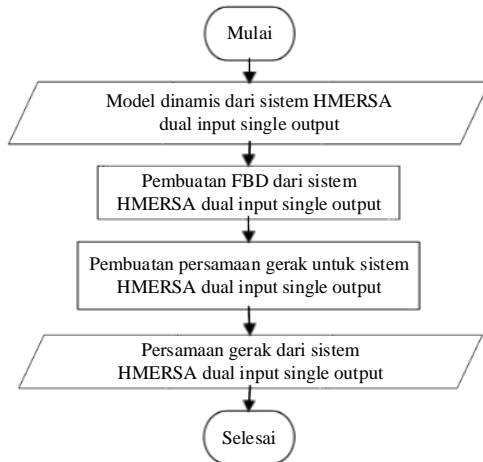 Mulai
Model dinamis dari sistem HMERSA
dual input single output
Pembuatan FBD dari sistem
HMERSA dual input single output
Pembuatan persamaan gerak untuk sistem
HMERSA dual input single output
Persamaan gerak dari sistem
HMERSA dual input single output
Selesai